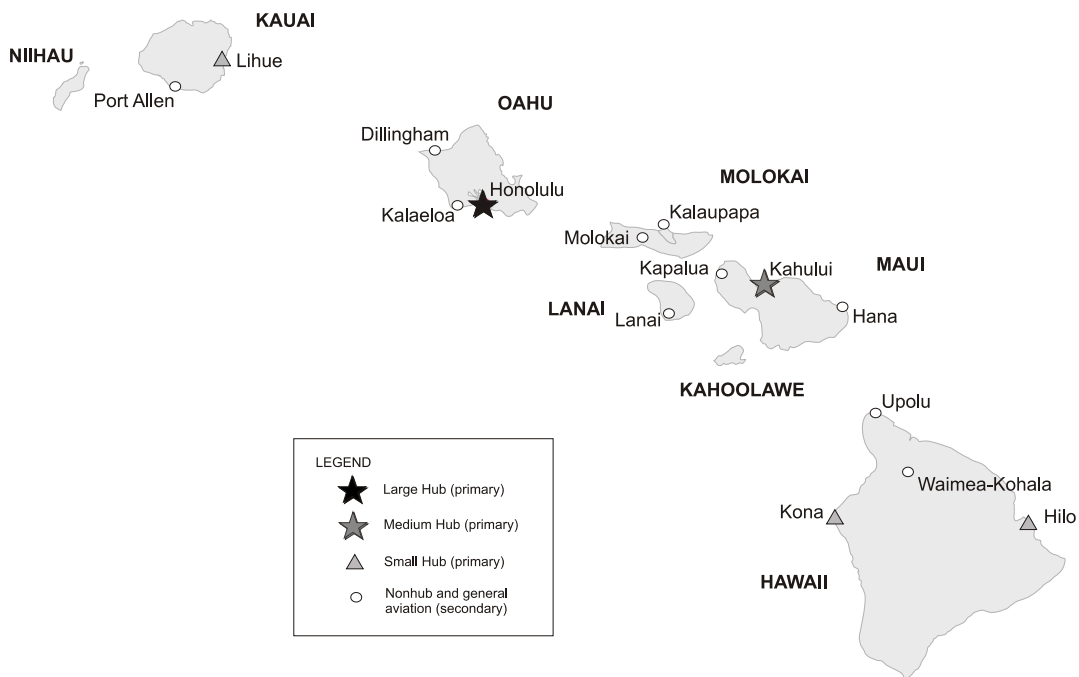 KAUAI
NIIHAU
Lihue
Port Allen
OAHU
Dillingham
Honolulu
Kalaeloa
MOLOKAI
Kalaupapa
Molokai
Kapalua
Kahului
MAUI
LANAI
Lanai
Hana
KAHOOLAWE
Upolu
Waimea-Kohala
Kona
Hilo
HAWAII
LEGEND
Large Hub (primary)
Medium Hub (primary)
Small Hub (primary)
Nonhub and general
aviation (secondary)